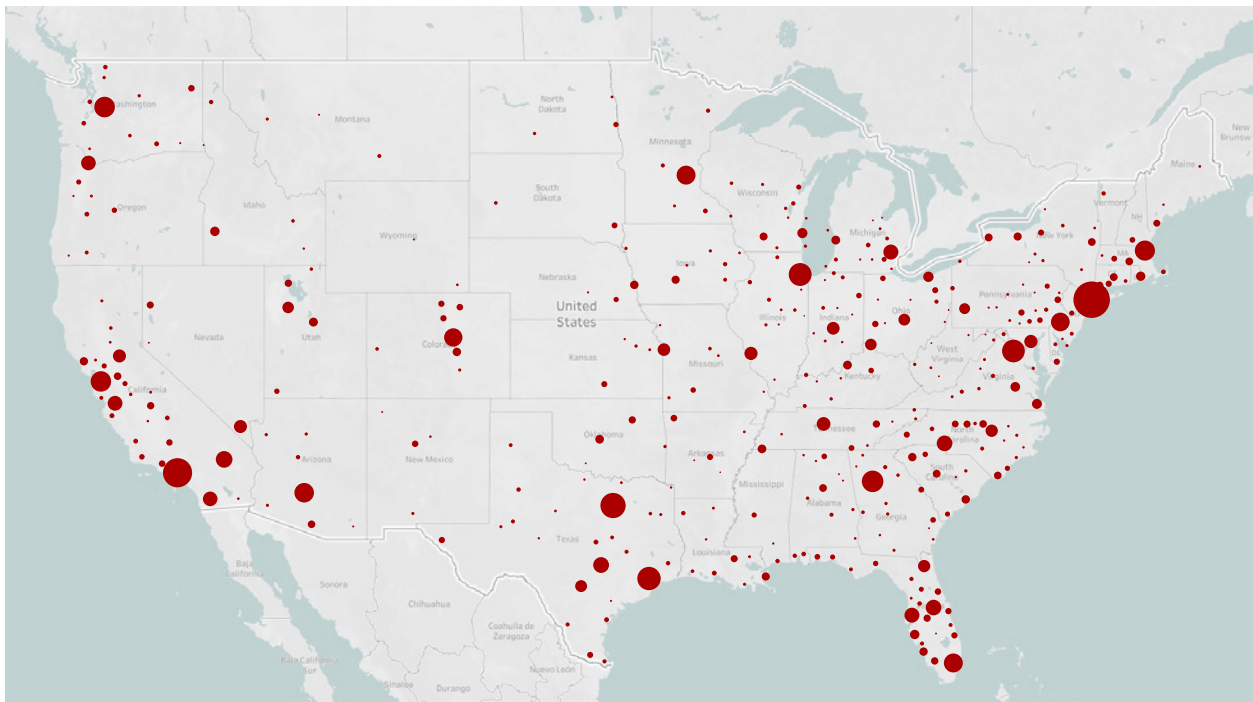 Washington
North
Dakota
Montana
Minnesota
New
Brunsw
Maine
South
Dakota
Wisconsin
Vermont
Oregon
Idaho
Michigan
New York
NH
Wyoming
MA
Iowa
Nebraska
Pennsylvania
United
States
Illinois
Indiana
Ohio
Nevada
Utah
Colorado
Kansas
Missouri
West
Virginia
DE
California
Kentucky
Virginia
Oklahoma
Tennessee
North
Carolina
Arizona
New Mexico
Arkansas
South
Carolina
Mississippi
Alabama
Georgia
Texas
Louisiana
Baja
California
Sonora
Chihuahua
Coahuila de
Zaragoza
Baja California
Sur
Nuevo León
Sinaloa
Durango